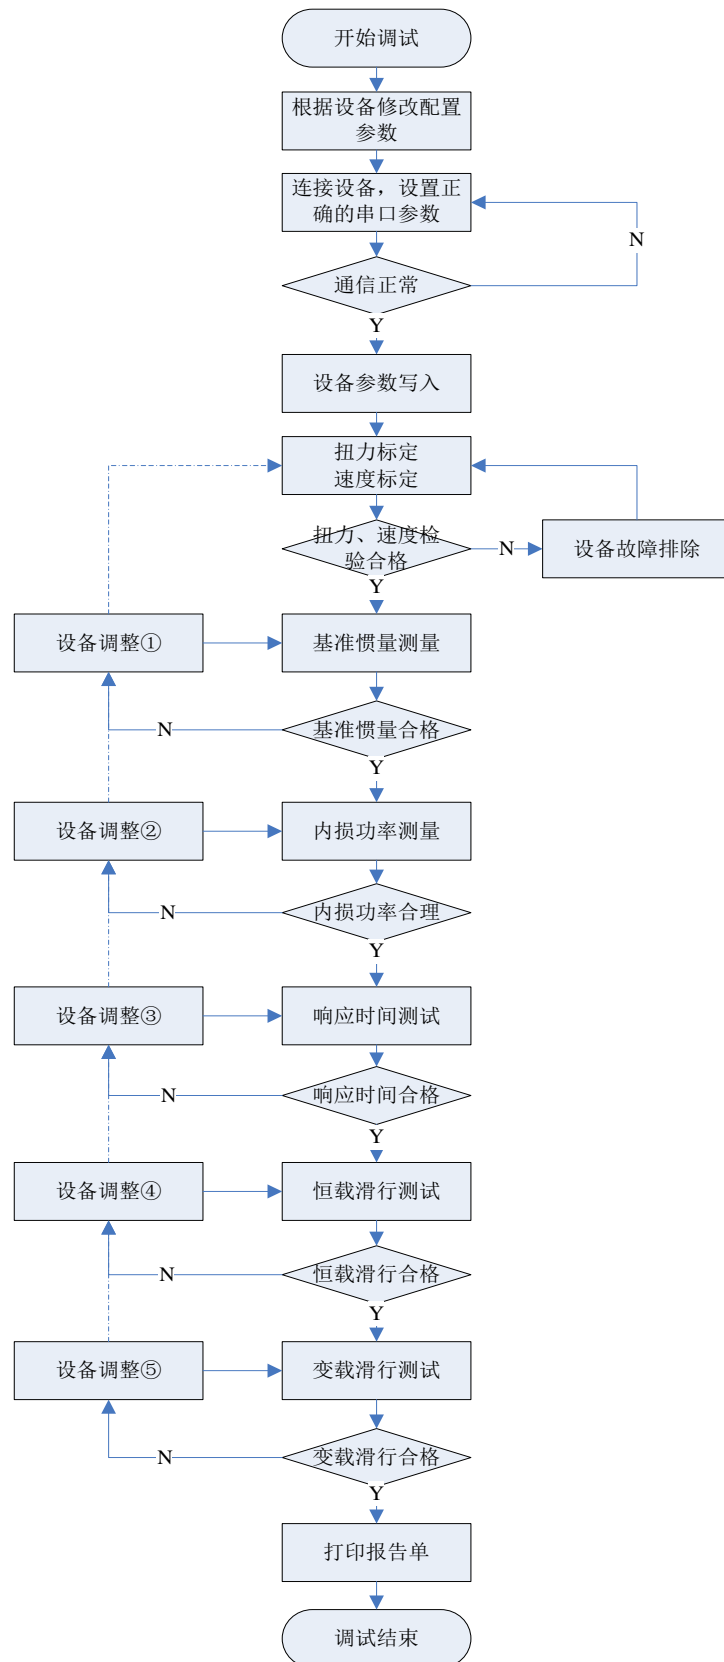 开始调试
根据设备修改配置
参数
连接设备，设置正
确的串口参数
N
通信正常
Y
设备参数写入
扭力标定
速度标定
扭力、速度检
验合格
N
设备故障排除
Y
设备调整①
基准惯量测量
N
基准惯量合格
Y
设备调整②
内损功率测量
N
内损功率合理
Y
设备调整③
响应时间测试
N
响应时间合格
Y
设备调整④
恒载滑行测试
N
恒载滑行合格
Y
设备调整⑤
变载滑行测试
N
变载滑行合格
Y
打印报告单
调试结束